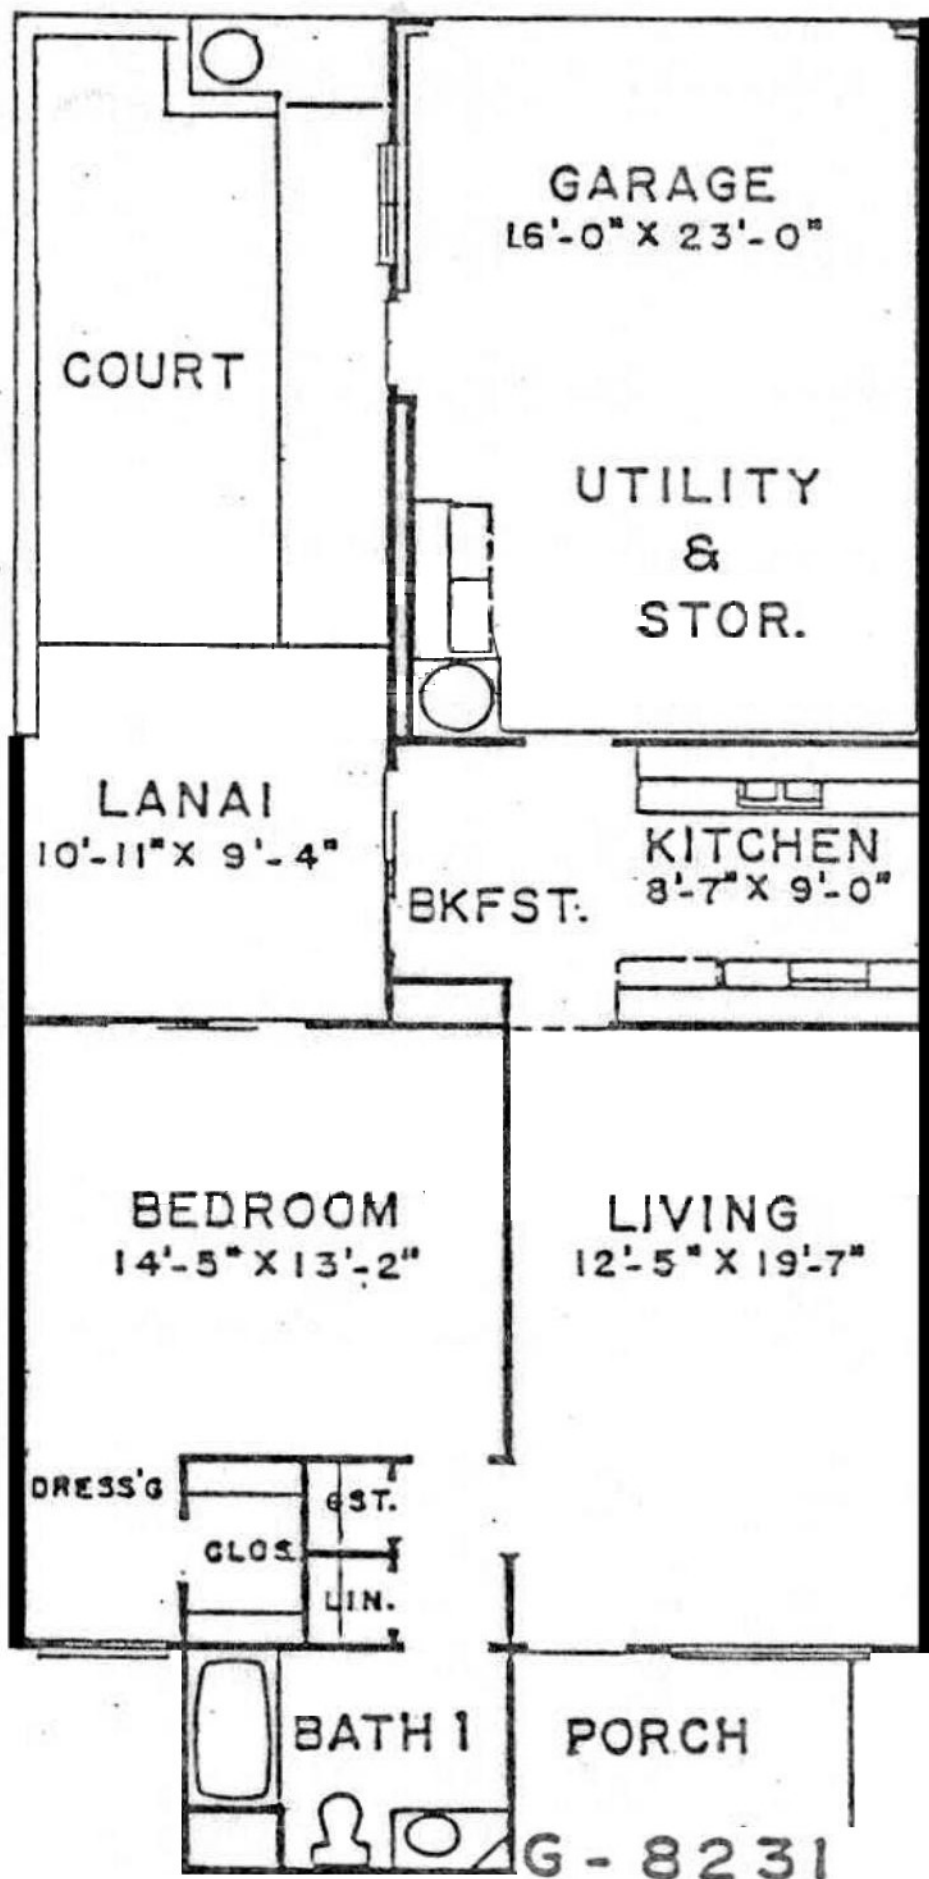 GARAGE
16'-0" X 23'-0"
COURT
UTILITY
&
STOR.
LANAI
10'-11" X 9'-4"
KITCHEN
8'-7" X 9'-0"
BKFST.
BEDROOM
14'-5" X 13'-2"
LIVING
12'-5" X 19'-7"
DRESS'G
GST.
CLOS.
LIN.
BATH 1
PORCH
G-8231